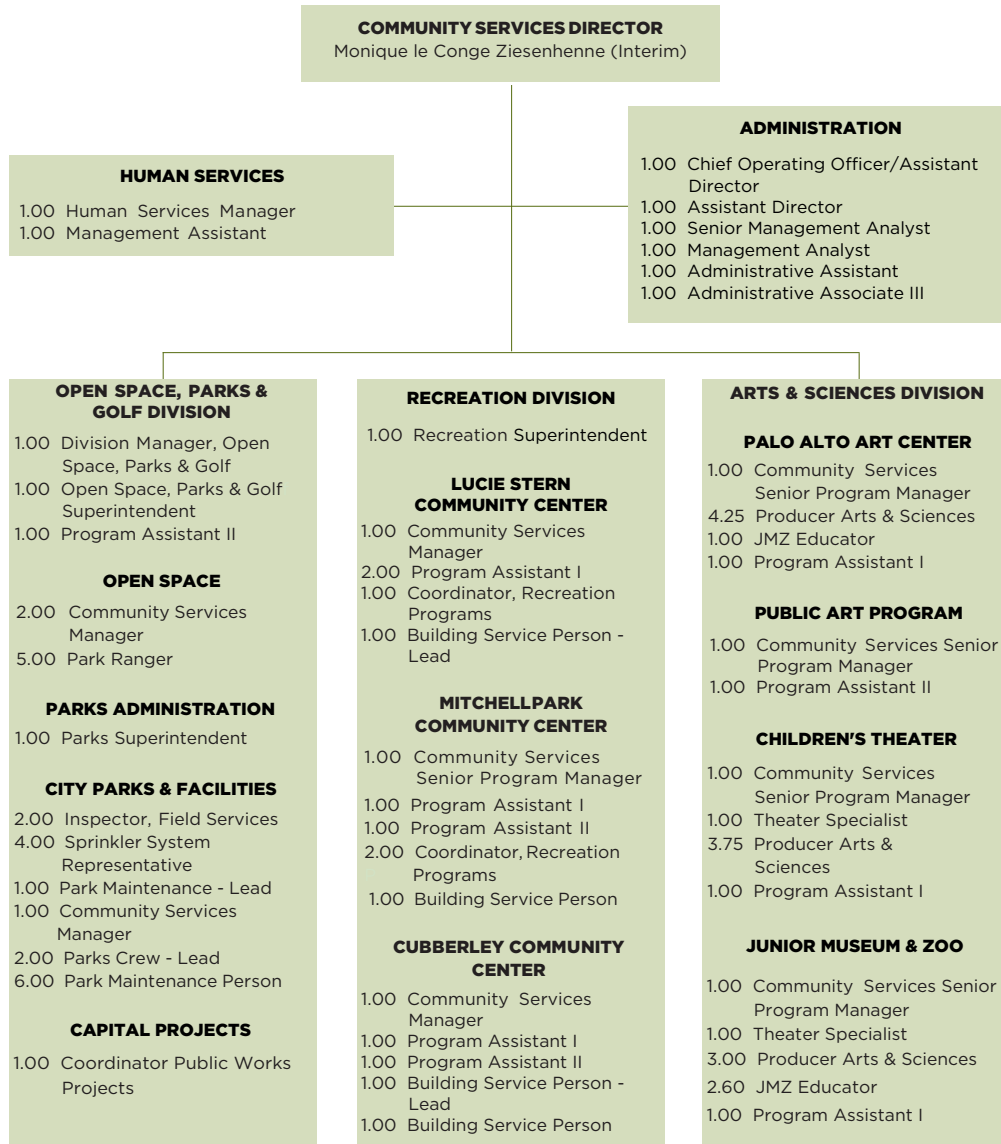 COMMUNITY SERVICES DIRECTOR
Monique le Conge Ziesenhenne (Interim)
HUMAN SERVICES
1.00 Human Services Manager
1.00 Management Assistant
ADMINISTRATION
1.00 Chief Operating Officer/Assistant
Director
1.00 Assistant Director
1.00 Senior Management Analyst
1.00 Management Analyst
1.00 Administrative Assistant
1.00 Administrative Associate III
OPEN SPACE, PARKS &
GOLF DIVISION
1.00 Division Manager, Open
Space, Parks & Golf
1.00 Open Space, Parks & Golf
Superintendent
1.00 Program Assistant II
OPEN SPACE
2.00 Community Services
Manager
5.00 Park Ranger
PARKS ADMINISTRATION
1.00 Parks Superintendent
CITY PARKS & FACILITIES
2.00 Inspector, Field Services
4.00 Sprinkler System
Representative
1.00 Park Maintenance - Lead
1.00 Community Services
Manager
2.00 Parks Crew - Lead
6.00 Park Maintenance Person
CAPITAL PROJECTS
1.00 Coordinator Public Works
Projects
RECREATION DIVISION
1.00 Recreation Superintendent
LUCIE STERN
COMMUNITY CENTER
1.00 Community Services
Manager
2.00 Program Assistant I
1.00 Coordinator, Recreation
Programs
1.00 Building Service Person -
Lead
MITCHELLPARK
COMMUNITY CENTER
1.00 Community Services
Senior Program Manager
1.00 Program Assistant I
1.00 Program Assistant II
2.00 Coordinator, Recreation
Programs
1.00 Building Service Person
CUBBERLEY COMMUNITY
CENTER
1.00 Community Services
Manager
1.00 Program Assistant I
1.00 Program Assistant II
1.00 Building Service Person -
Lead
1.00 Building Service Person
ARTS & SCIENCES DIVISION
PALO ALTO ART CENTER
1.00 Community Services
Senior Program Manager
4.25 Producer Arts & Sciences
1.00 JMZ Educator
1.00 Program Assistant I
PUBLIC ART PROGRAM
1.00 Community Services Senior
Program Manager
1.00 Program Assistant II
CHILDREN'S THEATER
1.00 Community Services
Senior Program Manager
1.00 Theater Specialist
3.75 Producer Arts &
Sciences
1.00 Program Assistant I
JUNIOR MUSEUM & ZOO
1.00 Community Services Senior
Program Manager
1.00 Theater Specialist
3.00 Producer Arts & Sciences
2.60 JMZ Educator
1.00 Program Assistant I